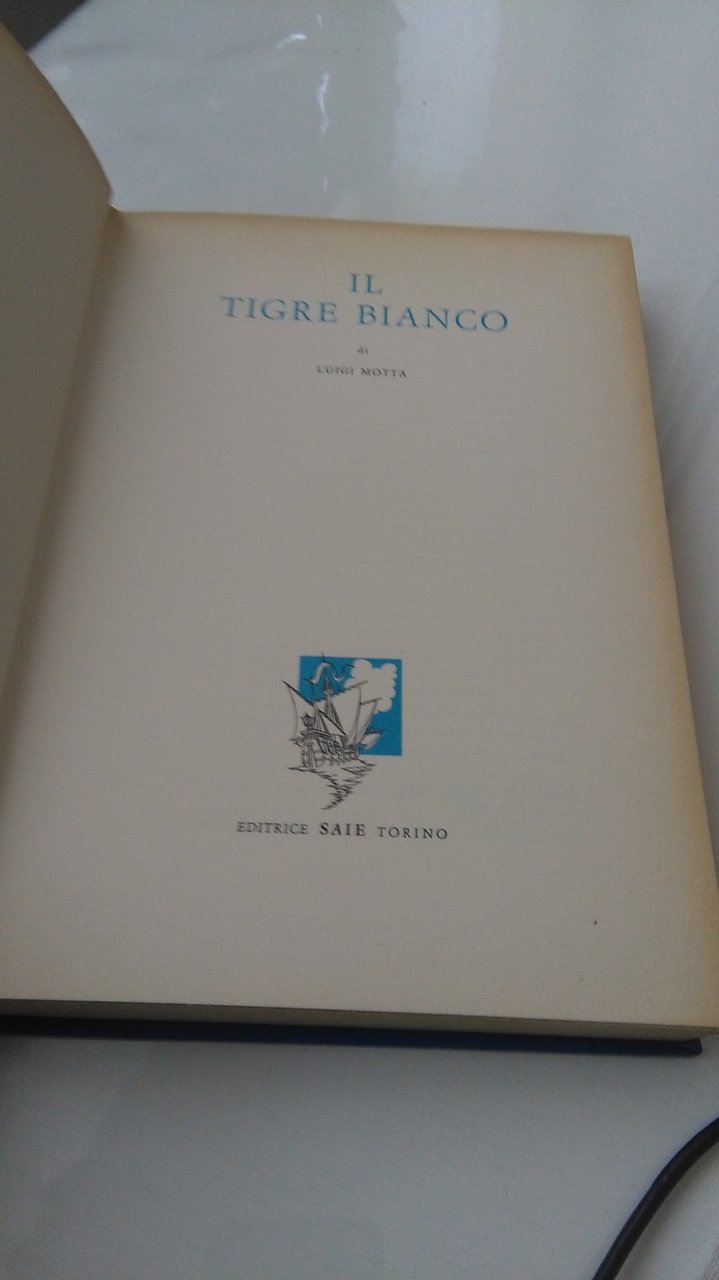 IL
TIGRE BIANCO
di
LUIGI MOTTA
EDITRICE SAIE TORINO